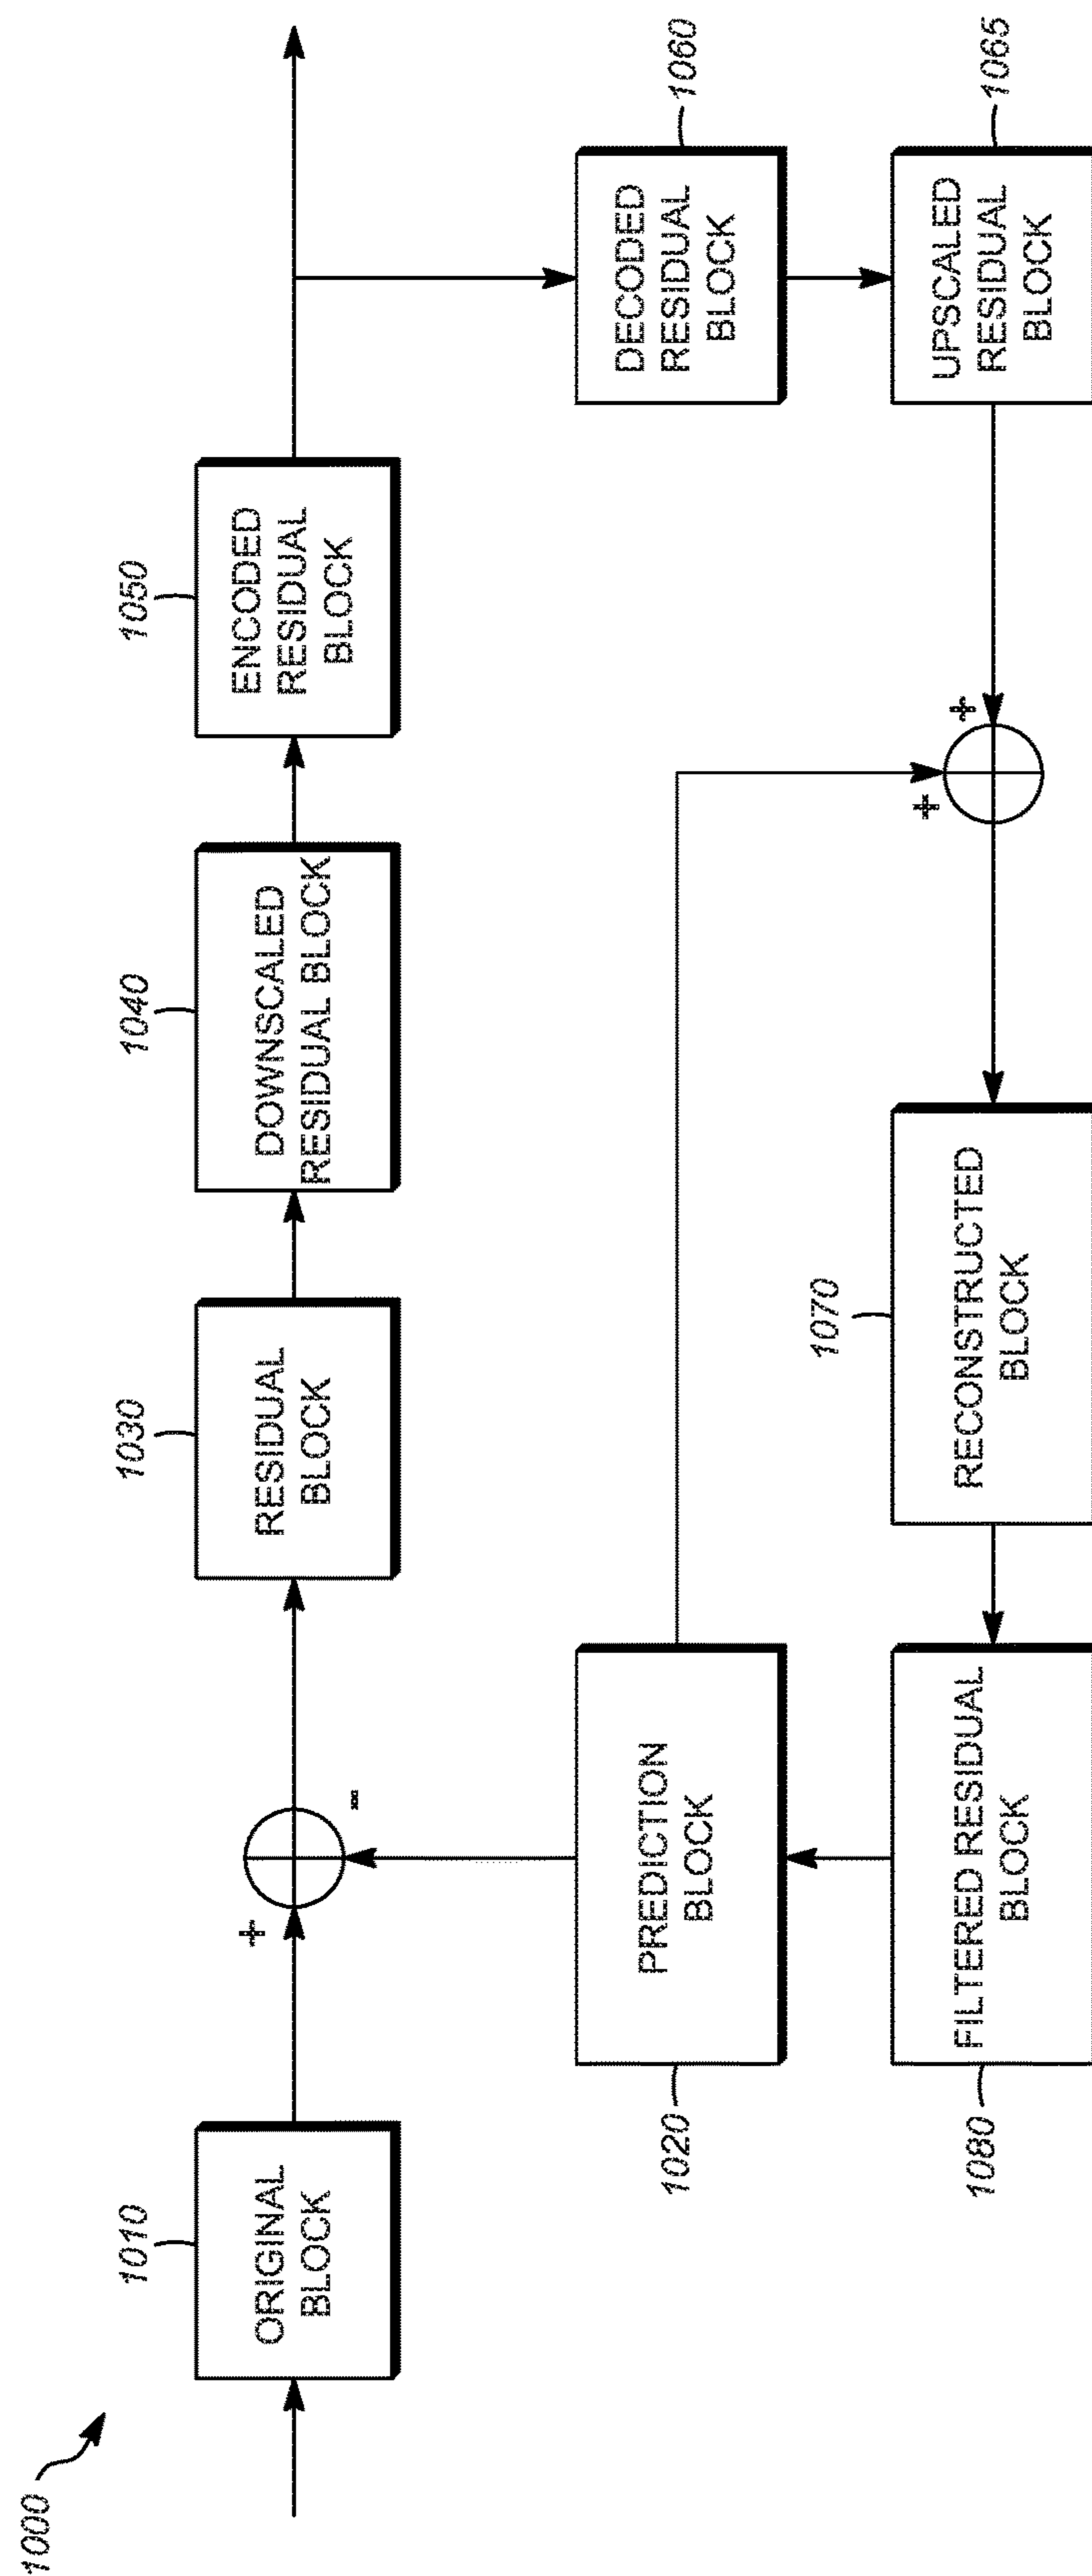 1000
1010
ORIGINAL
BLOCK
+
-
1030
RESIDUAL
BLOCK
1040
DOWNSCALED
RESIDUAL BLOCK
1050
ENCODED
RESIDUAL
BLOCK
1020
PREDICTION
BLOCK
DECODED
RESIDUAL
BLOCK
1060
1080
FILTERED RESIDUAL
BLOCK
1070
RECONSTRUCTED
BLOCK
+
+
UPSCALED
RESIDUAL
BLOCK
1065